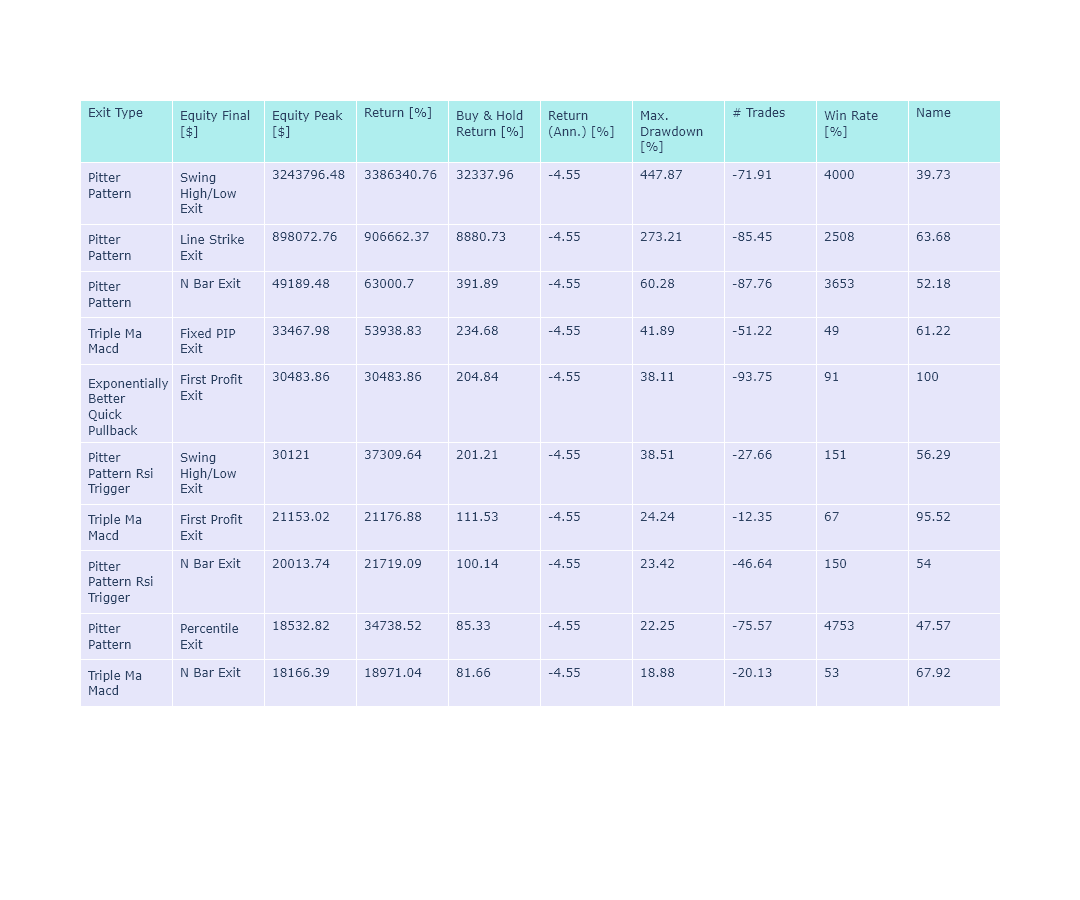 Exit Type Equity Final [$] Equity Peak [$] Return [%] Buy & Hold Return [%] Return (Ann.) [%] Max. Drawdown [%] # Trades Win Rate [%] Name
Pitter Pattern Swing High/Low Exit 3243796.48 3386340.76 32337.96 -4.55 447.87 -71.91 4000 39.73
Pitter Pattern Line Strike Exit 898072.76 906662.37 8880.73 -4.55 273.21 -85.45 2508 63.68
Pitter Pattern N Bar Exit 49189.48 63000.7 391.89 -4.55 60.28 -87.76 3653 52.18
Triple Ma Macd Fixed PIP Exit 33467.98 53938.83 234.68 -4.55 41.89 -51.22 49 61.22
Exponentially Better Quick Pullback First Profit Exit 30483.86 30483.86 204.84 -4.55 38.11 -93.75 91 100
Pitter Pattern Rsi Trigger Swing High/Low Exit 30121 37309.64 201.21 -4.55 38.51 -27.66 151 56.29
Triple Ma Macd First Profit Exit 21153.02 21176.88 111.53 -4.55 24.24 -12.35 67 95.52
Pitter Pattern Rsi Trigger N Bar Exit 20013.74 21719.09 100.14 -4.55 23.42 -46.64 150 54
Pitter Pattern Percentile Exit 18532.82 34738.52 85.33 -4.55 22.25 -75.57 4753 47.57
Triple Ma Macd N Bar Exit 18166.39 18971.04 81.66 -4.55 18.88 -20.13 53 67.92